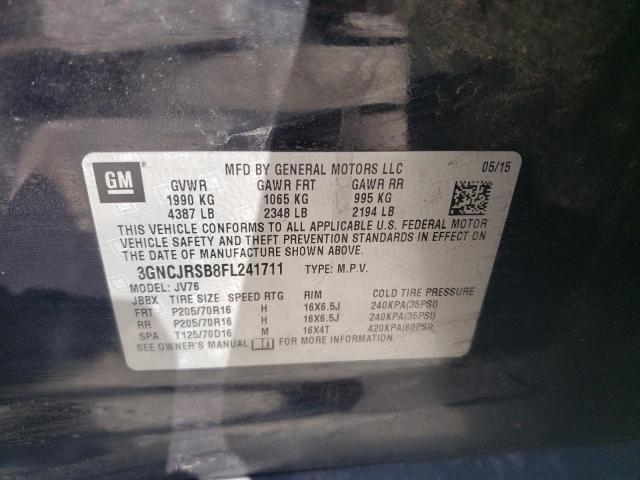 GM
MFD BY GENERAL MOTORS LLC 05/15
GVWR GAWR FRT GAWR RR
1990 KG 1065 KG 995 KG
4387 LB 2348 LB 2194 LB
THIS VEHICLE CONFORMS TO ALL APPLICABLE U.S. FEDERAL MOTOR
VEHICLE SAFETY AND THEFT PREVENTION STANDARDS IN EFFECT ON
THE DATE OF MANUFACTURE SHOWN ABOVE.
3GNCJRSB8FL241711 TYPE: M.P.V.
MODEL: JV76
JBBX TIRE SIZE SPEED RTG RIM COLD TIRE PRESSURE
FRT P205/70R16 H 16X6.5J 240KPA(35PSI)
RR P205/70R16 H 16X6.5J 240KPA(35PSI)
SPA T125/70D16 M 16X4T 420KPA(60PSI)
SEE OWNER'S MANUAL FOR MORE INFORMATION.